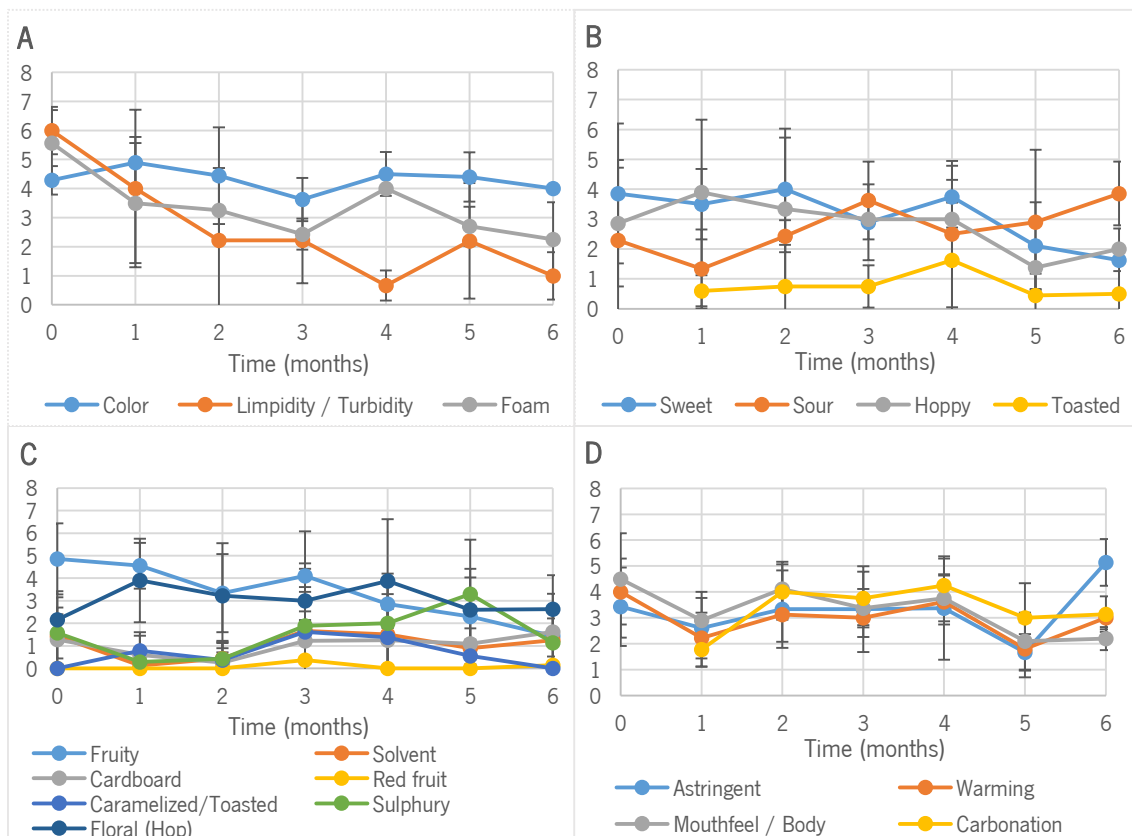 A
8
7
6
5
4
3
2
1
0
0 1 2 3 4 5 6
Time (months)
Color Limpidity / Turbidity Foam
B
8
7
6
5
4
3
2
1
0
0 1 2 3 4 5 6
Time (months)
Sweet Sour Hoppy Toasted
C
8
7
6
5
4
3
2
1
0
0 1 2 3 4 5 6
Time (months)
Fruity Solvent
Cardboard Red fruit
Caramelized/Toasted Sulphury
Floral (Hop)
D
8
7
6
5
4
3
2
1
0
0 1 2 3 4 5 6
Time (months)
Astringent Warming
Mouthfeel / Body Carbonation